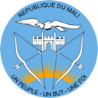 REPUBLIQUE DU MALI
UN PEUPLE - UN BUT - UNE FOI